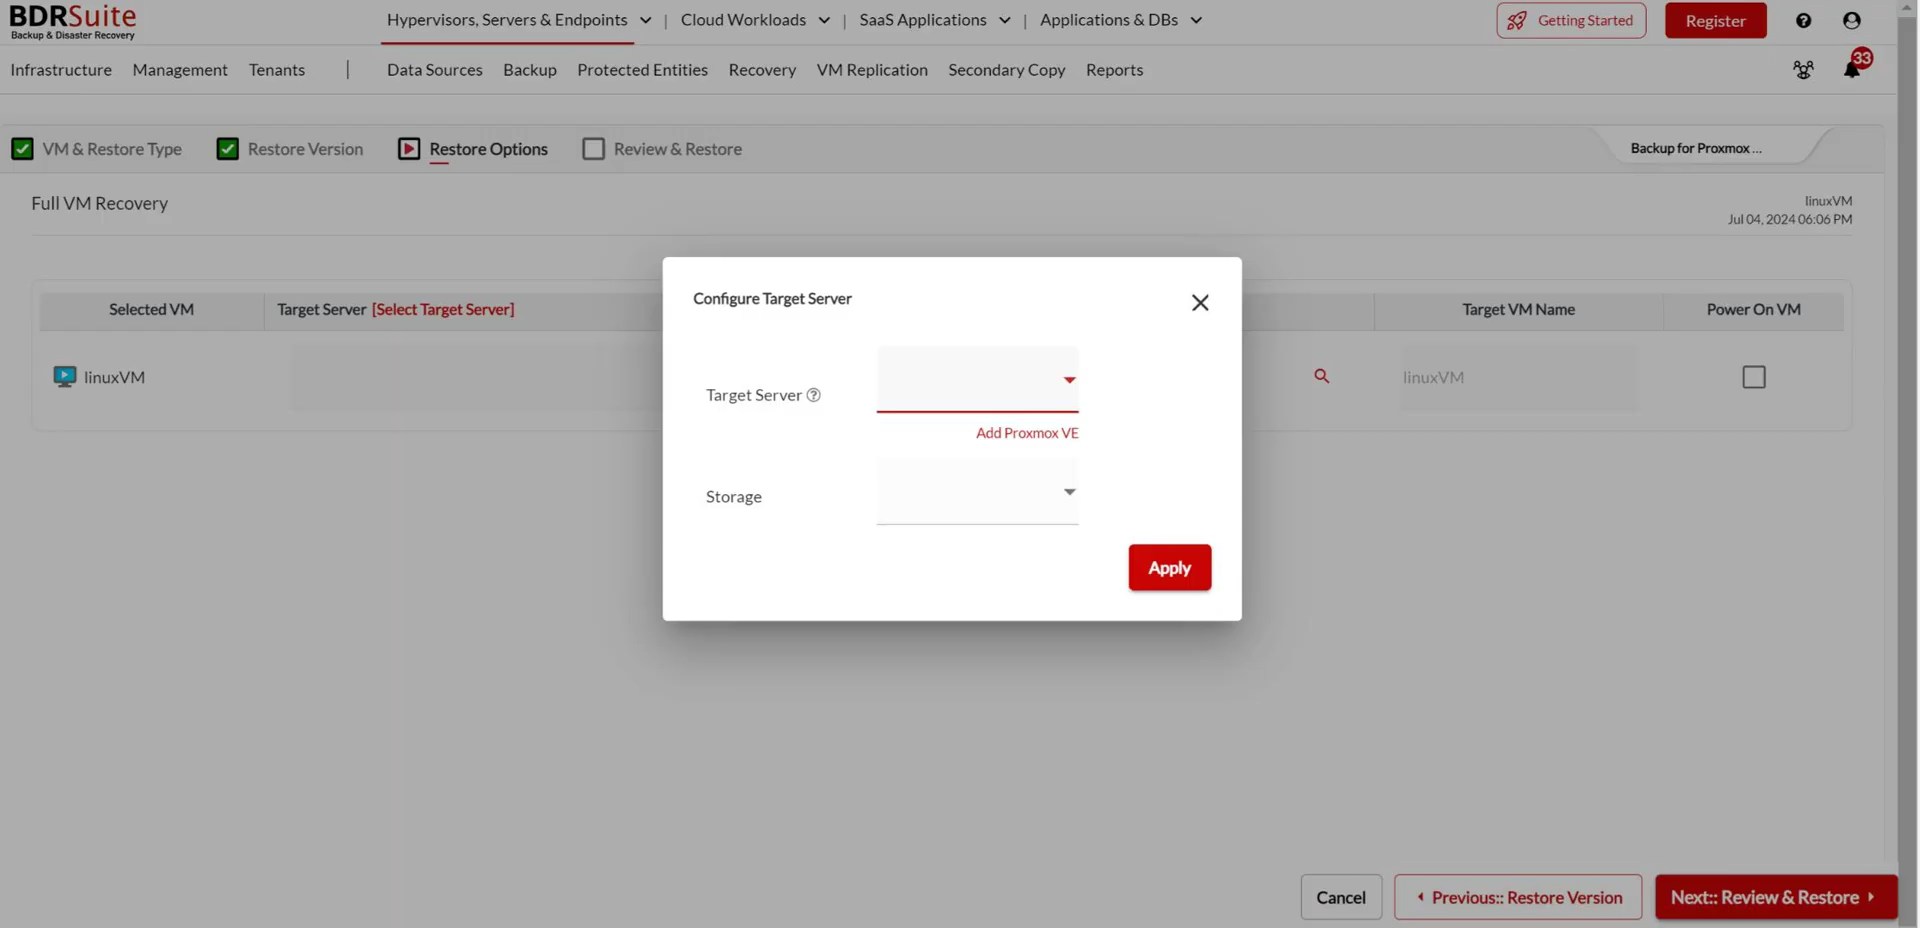 BDRSuite
Backup & Disaster Recovery
Hypervisors, Servers & Endpoints | Cloud Workloads | SaaS Applications | Applications & DBs
Getting Started
Register
Infrastructure Management Tenants | Data Sources Backup Protected Entities Recovery VM Replication Secondary Copy Reports
33
VM & Restore Type Restore Version Restore Options Review & Restore
Backup for Proxmox ...
Full VM Recovery
linuxVM
Jul 04, 2024 06:06 PM
Configure Target Server
Selected VM Target Server [Select Target Server] Target VM Name Power On VM
linuxVM
linuxVM
Target Server
Add Proxmox VE
Storage
Apply
Cancel
Previous:: Restore Version
Next:: Review & Restore